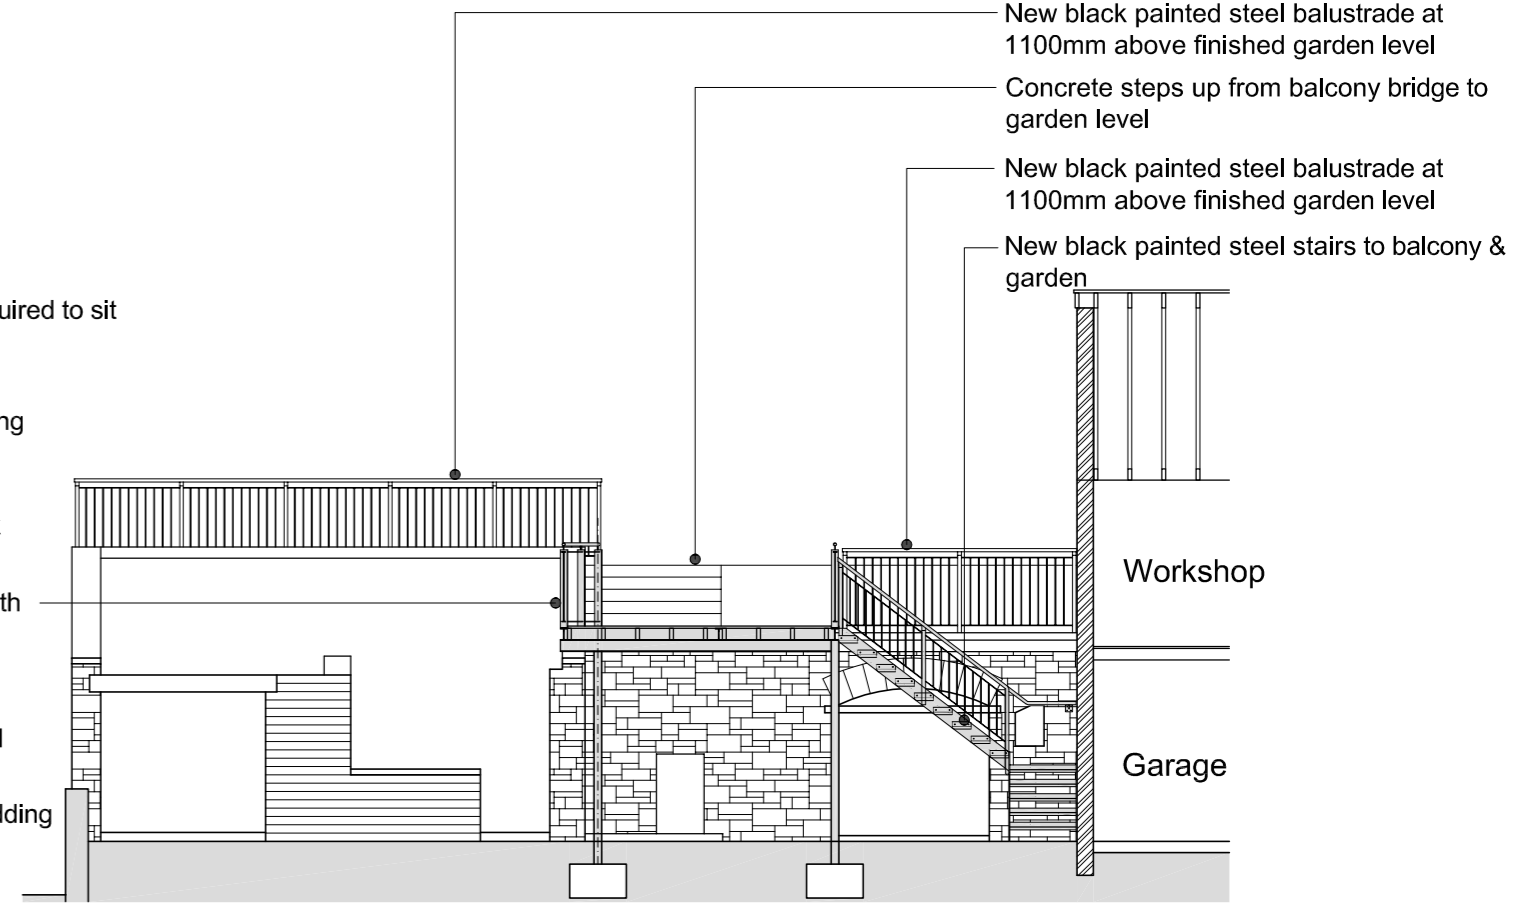 New black painted steel balustrade at
1100mm above finished garden level
Concrete steps up from balcony bridge to
garden level
New black painted steel balustrade at
1100mm above finished garden level
New black painted steel stairs to balcony &
garden
uired to sit
ng
th
Workshop
Garage
lding